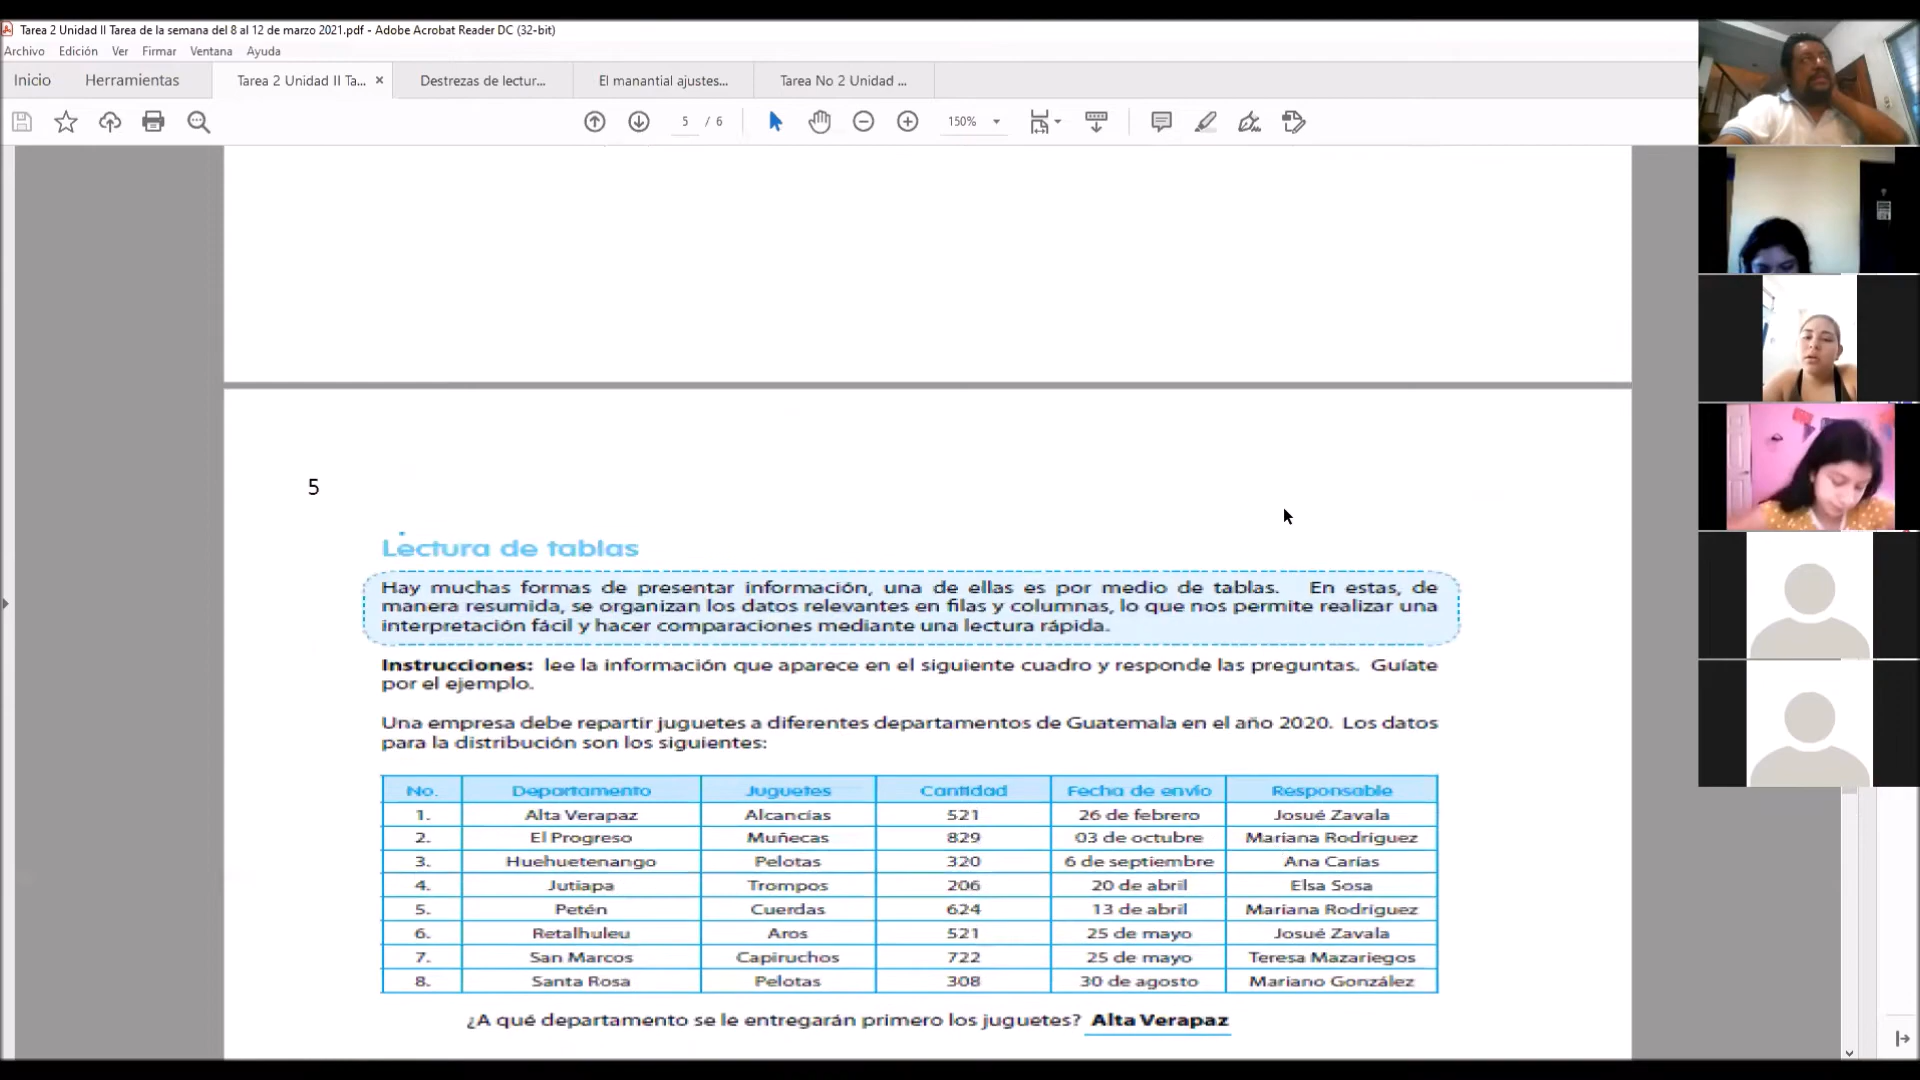 Tarea 2 Unidad II Tarea de la semana del 8 al 12 de marzo 2021.pdf - Adobe Acrobat Reader DC (32-bit)
Archivo Edición Ver Firmar Ventana Ayuda
Inicio Herramientas Tarea 2 Unidad II Ta... × Destrezas de lectur... El manantial ajustes... Tarea No 2 Unidad ...
5 / 6 150%
5
Lectura de tablas
Hay muchas formas de presentar información, una de ellas es por medio de tablas. En estas, de
manera resumida, se organizan los datos relevantes en filas y columnas, lo que nos permite realizar una
interpretación fácil y hacer comparaciones mediante una lectura rápida.
Instrucciones: lee la información que aparece en el siguiente cuadro y responde las preguntas. Guíate
por el ejemplo.
Una empresa debe repartir juguetes a diferentes departamentos de Guatemala en el año 2020. Los datos
para la distribución son los siguientes:
No. Departamento Juguetes Cantidad Fecha de envío Responsable
1. Alta Verapaz Alcancías 521 26 de febrero Josué Zavala
2. El Progreso Muñecas 829 03 de octubre Mariana Rodríguez
3. Huehuetenango Pelotas 320 6 de septiembre Ana Carías
4. Jutiapa Trompos 206 20 de abril Elsa Sosa
5. Petén Cuerdas 624 13 de abril Mariana Rodríguez
6. Retalhuleu Aros 521 25 de mayo Josué Zavala
7. San Marcos Capiruchos 722 25 de mayo Teresa Mazariegos
8. Santa Rosa Pelotas 308 30 de agosto Mariano González
¿A qué departamento se le entregarán primero los juguetes? Alta Verapaz